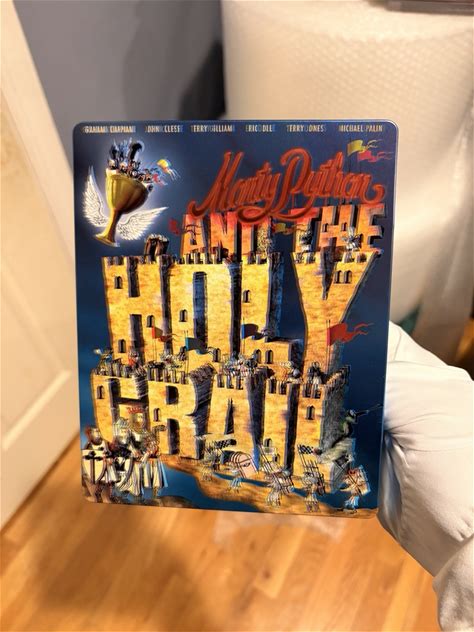 GRAHAM CHAPMAN JOHN CLEESE TERRY GILLIAM ERIC IDLE TERRY JONES MICHAEL PALIN
Monty Python
AND THE
HOLY
GRAIL